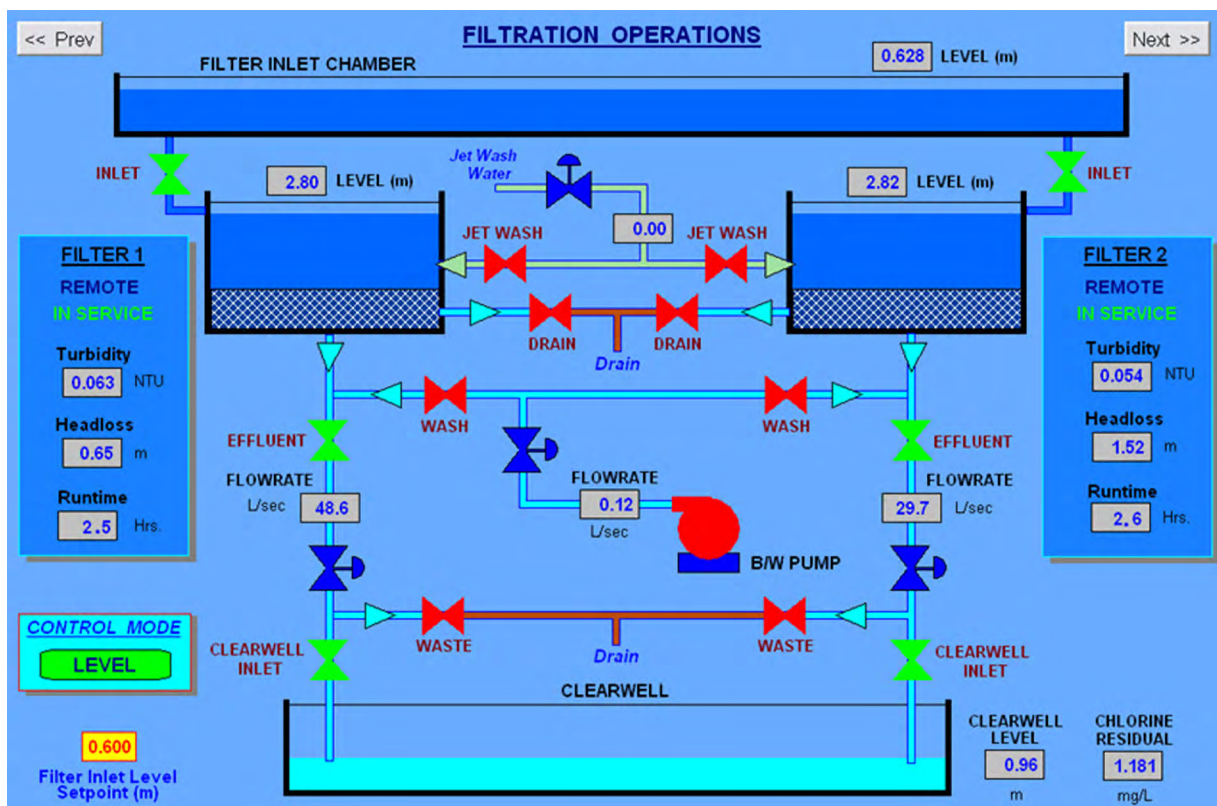 << Prev
FILTRATION OPERATIONS
Next >>
FILTER INLET CHAMBER
0.628 LEVEL (m)
INLET
2.80 LEVEL (m)
Jet Wash
Water
2.82 LEVEL (m)
INLET
0.00
JET WASH
JET WASH
FILTER 1
REMOTE
IN SERVICE
Turbidity
0.063 NTU
Headloss
0.65 m
Runtime
2.5 Hrs.
DRAIN
DRAIN
Drain
FILTER 2
REMOTE
IN SERVICE
Turbidity
0.054 NTU
Headloss
1.52 m
Runtime
2.6 Hrs.
WASH
WASH
EFFLUENT
EFFLUENT
FLOWRATE
L/sec 48.6
FLOWRATE
0.12
L/sec
FLOWRATE
29.7 L/sec
B/W PUMP
CONTROL MODE
LEVEL
WASTE
WASTE
Drain
CLEARWELL
INLET
CLEARWELL
INLET
CLEARWELL
0.600
Filter Inlet Level
Setpoint (m)
CLEARWELL
LEVEL
0.96
m
CHLORINE
RESIDUAL
1.181
mg/L